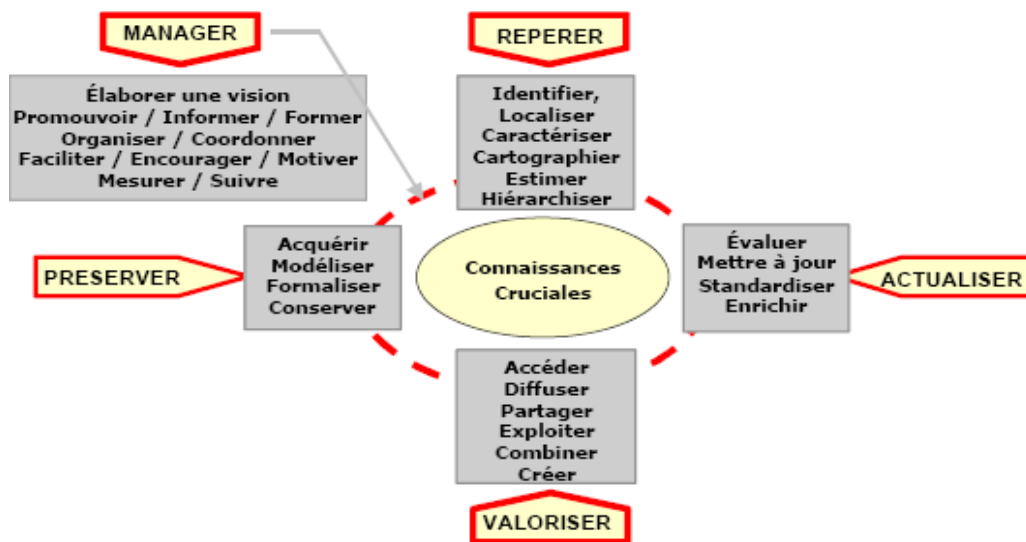 MANAGER
Élaborer une vision
Promouvoir / Informer / Former
Organiser / Coordonner
Faciliter / Encourager / Motiver
Mesurer / Suivre
REPERER
Identifier,
Localiser
Caractériser
Cartographier
Estimer
Hiérarchiser
PRESERVER
Acquérir
Modéliser
Formaliser
Conserver
Connaissances
Cruciales
Évaluer
Mettre à jour
Standardiser
Enrichir
ACTUALISER
Accéder
Diffuser
Partager
Exploiter
Combiner
Créer
VALORISER